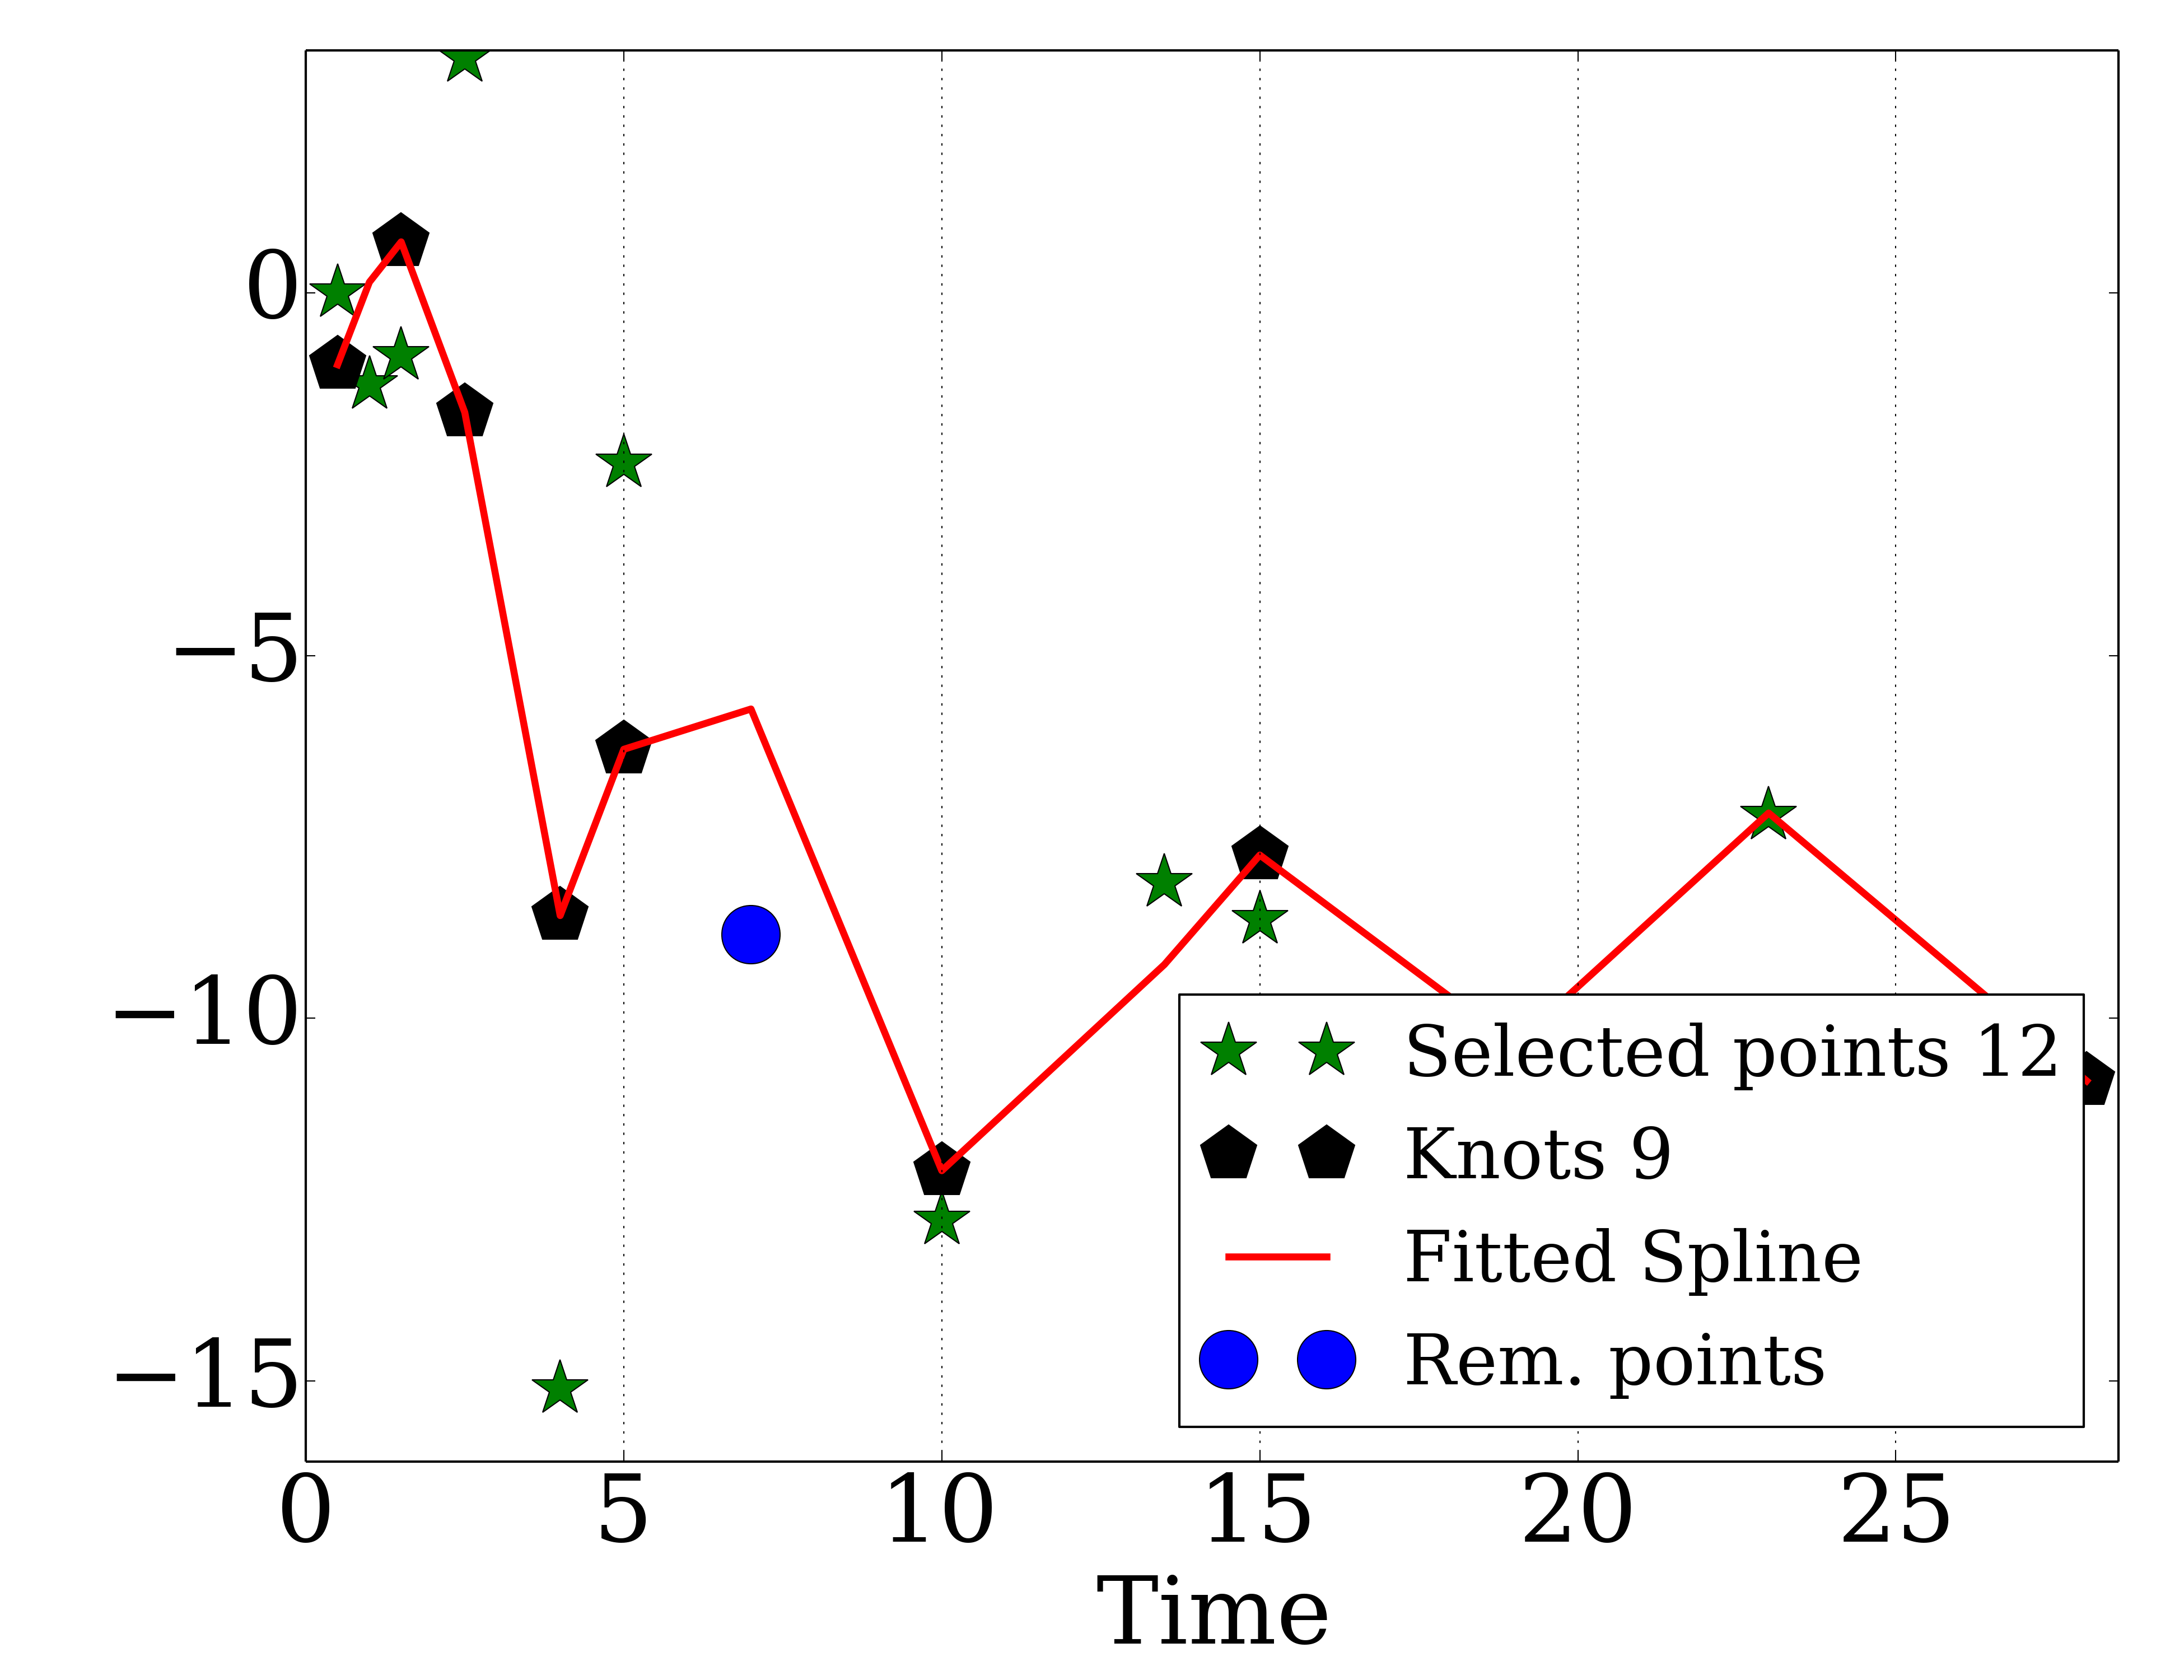 0
−5
−10
−15
Selected points 12
Knots 9
Fitted Spline
Rem. points
0 5 10 15 20 25
Time